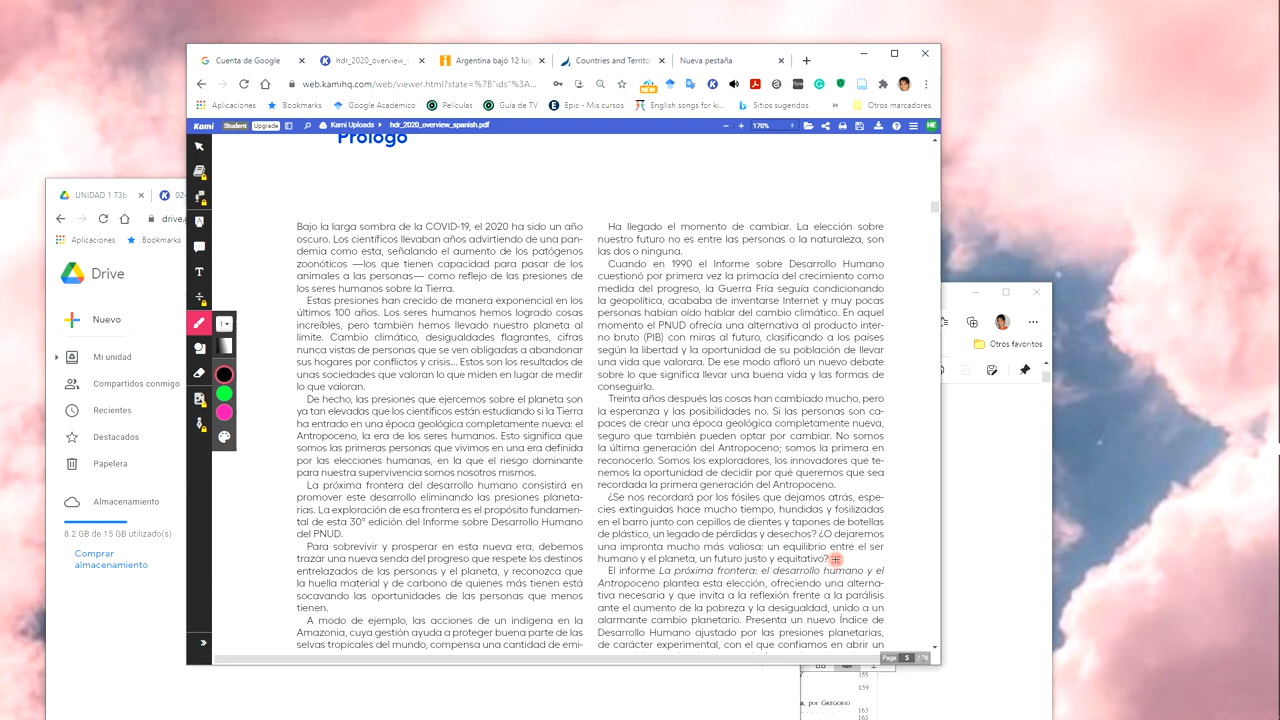 Cuenta de Google
hdr_2020_overview_s
Argentina bajó 12 lug
Countries and Territo
Nueva pestaña
web.kamihq.com/web/viewer.html?state=%7B"ids"%3A...
NEW
Aplicaciones
Bookmarks
Google Académico
Películas
Guía de TV
Epic - Mis cursos
English songs for ki...
Sitios sugeridos
»
Otros marcadores
Kami
Student
Upgrade
Kami Uploads
hdr_2020_overview_spanish.pdf
170%
HE
Prólogo
Bajo la larga sombra de la COVID-19, el 2020 ha sido un año
oscuro. Los científicos llevaban años advirtiendo de una pan-
demia como esta, señalando el aumento de los patógenos
zoonóticos —los que tienen capacidad para pasar de los
animales a las personas— como reflejo de las presiones de
los seres humanos sobre la Tierra.
Estas presiones han crecido de manera exponencial en los
últimos 100 años. Los seres humanos hemos logrado cosas
increíbles, pero también hemos llevado nuestro planeta al
límite. Cambio climático, desigualdades flagrantes, cifras
nunca vistas de personas que se ven obligadas a abandonar
sus hogares por conflictos y crisis... Estos son los resultados de
unas sociedades que valoran lo que miden en lugar de medir
lo que valoran.
De hecho, las presiones que ejercemos sobre el planeta son
ya tan elevadas que los científicos están estudiando si la Tierra
ha entrado en una época geológica completamente nueva: el
Antropoceno, la era de los seres humanos. Esto significa que
somos las primeras personas que vivimos en una era definida
por las elecciones humanas, en la que el riesgo dominante
para nuestra supervivencia somos nosotros mismos.
La próxima frontera del desarrollo humano consistirá en
promover este desarrollo eliminando las presiones planeta-
rias. La exploración de esa frontera es el propósito fundamen-
tal de esta 30ª edición del Informe sobre Desarrollo Humano
del PNUD.
Para sobrevivir y prosperar en esta nueva era, debemos
trazar una nueva senda del progreso que respete los destinos
entrelazados de las personas y el planeta, y reconozca que
la huella material y de carbono de quienes más tienen está
socavando las oportunidades de las personas que menos
tienen.
A modo de ejemplo, las acciones de un indígena en la
Amazonia, cuya gestión ayuda a proteger buena parte de las
selvas tropicales del mundo, compensa una cantidad de emi-
Ha llegado el momento de cambiar. La elección sobre
nuestro futuro no es entre las personas o la naturaleza, son
las dos o ninguna.
Cuando en 1990 el Informe sobre Desarrollo Humano
cuestionó por primera vez la primacía del crecimiento como
medida del progreso, la Guerra Fría seguía condicionando
la geopolítica, acababa de inventarse Internet y muy pocas
personas habían oído hablar del cambio climático. En aquel
momento el PNUD ofrecía una alternativa al producto inter-
no bruto (PIB) con miras al futuro, clasificando a los países
según la libertad y la oportunidad de su población de llevar
una vida que valorara. De ese modo afloró un nuevo debate
sobre lo que significa llevar una buena vida y las formas de
conseguirlo.
Treinta años después las cosas han cambiado mucho, pero
la esperanza y las posibilidades no. Si las personas son ca-
paces de crear una época geológica completamente nueva,
seguro que también pueden optar por cambiar. No somos
la última generación del Antropoceno; somos la primera en
reconocerlo. Somos los exploradores, los innovadores que te-
nemos la oportunidad de decidir por qué queremos que sea
recordada la primera generación del Antropoceno.
¿Se nos recordará por los fósiles que dejamos atrás, espe-
cies extinguidas hace mucho tiempo, hundidas y fosilizadas
en el barro junto con cepillos de dientes y tapones de botellas
de plástico, un legado de pérdidas y desechos? ¿O dejaremos
una impronta mucho más valiosa: un equilibrio entre el ser
humano y el planeta, un futuro justo y equitativo?
El informe La próxima frontera: el desarrollo humano y el
Antropoceno plantea esta elección, ofreciendo una alterna-
tiva necesaria y que invita a la reflexión frente a la parálisis
ante el aumento de la pobreza y la desigualdad, unido a un
alarmante cambio planetario. Presenta un nuevo Índice de
Desarrollo Humano ajustado por las presiones planetarias,
de carácter experimental, con el que confiamos en abrir un
Page 5
1
UNIDAD 1 T3b
02-
drive.g
Aplicaciones
Bookmarks
Drive
Nuevo
Mi unidad
Compartidos conmigo
Recientes
Destacados
Papelera
Almacenamiento
8.2 GB de 15 GB utilizado(s)
Comprar
almacenamiento
Otros favoritos
155
159
a, por GREGORIO
163
163